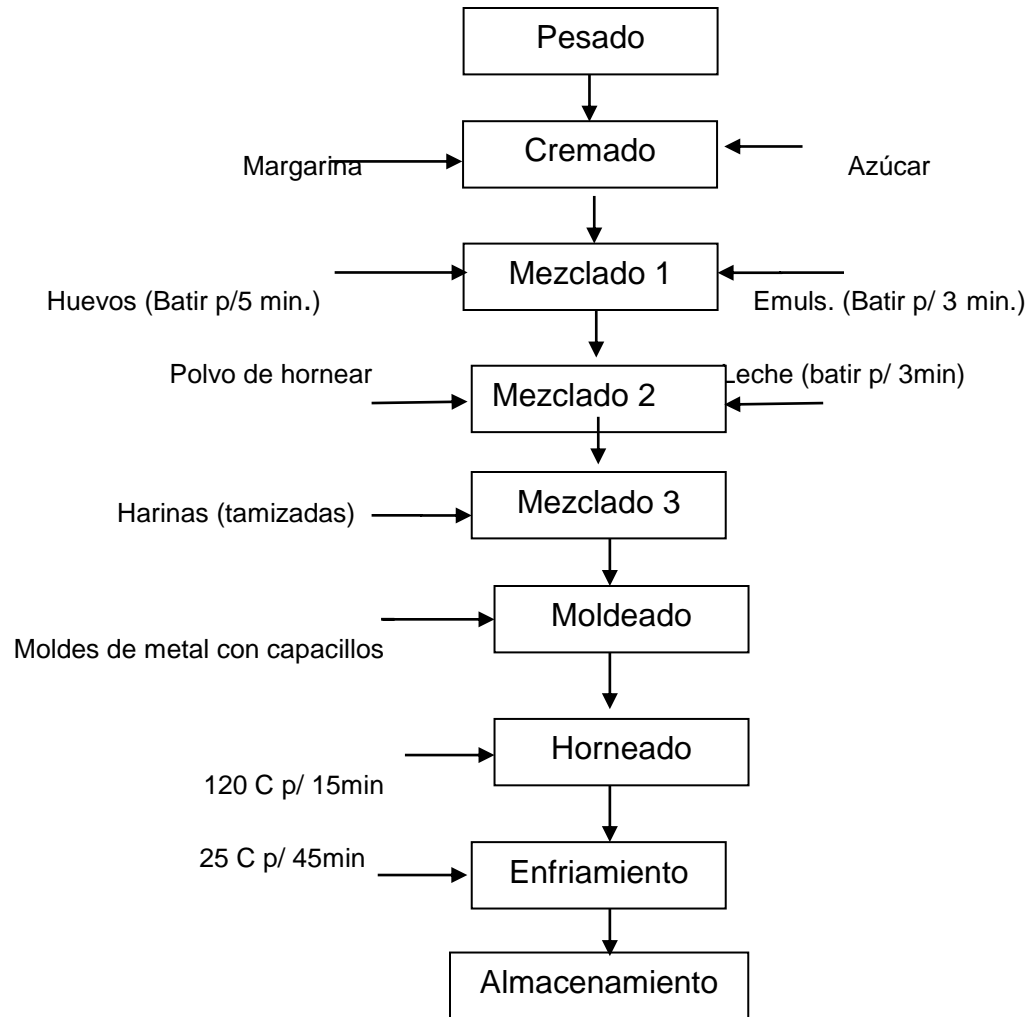 Pesado
Cremado
Margarina
Azúcar
Mezclado 1
Huevos (Batir p/5 min.)
Emuls. (Batir p/ 3 min.)
Polvo de hornear
Leche (batir p/ 3min)
Mezclado 2
Mezclado 3
Harinas (tamizadas)
Moldeado
Moldes de metal con capacillos
Horneado
120 C p/ 15min
25 C p/ 45min
Enfriamiento
Almacenamiento